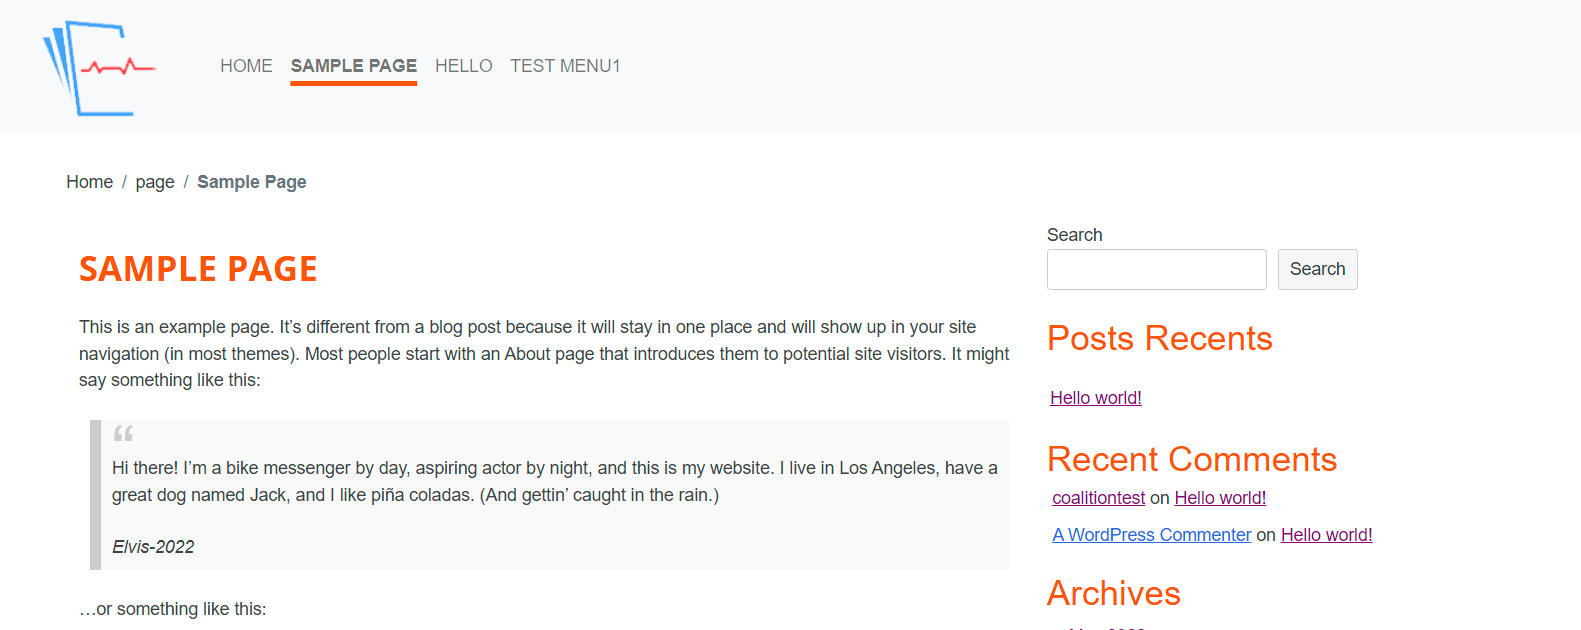 HOME SAMPLE PAGE HELLO TEST MENU1
Home / page / Sample Page
SAMPLE PAGE
This is an example page. It’s different from a blog post because it will stay in one place and will show up in your site
navigation (in most themes). Most people start with an About page that introduces them to potential site visitors. It might
say something like this:
“
Hi there! I’m a bike messenger by day, aspiring actor by night, and this is my website. I live in Los Angeles, have a
great dog named Jack, and I like piña coladas. (And gettin’ caught in the rain.)
Elvis-2022
…or something like this:
Search
Search
Posts Recents
Hello world!
Recent Comments
coalitiontest on Hello world!
A WordPress Commenter on Hello world!
Archives